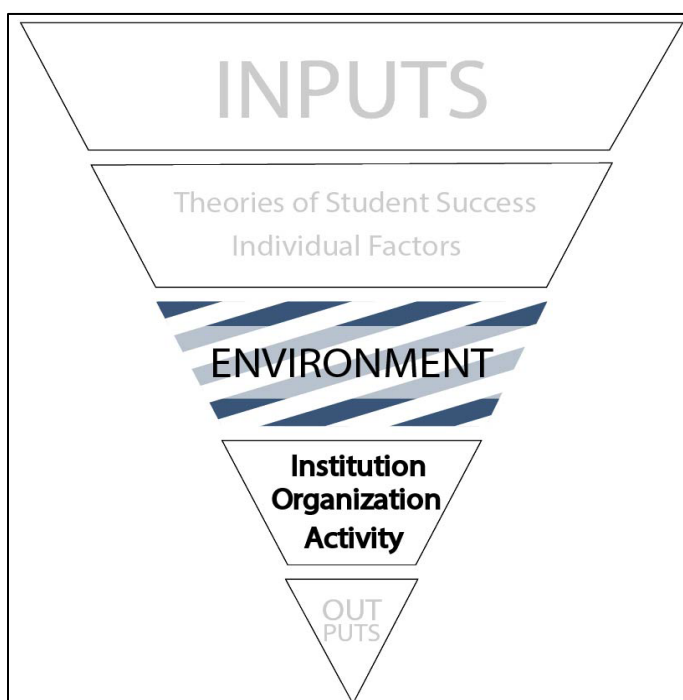 INPUTS
Theories of Student Success
Individual Factors
ENVIRONMENT
Institution
Organization
Activity
OUT
PUTS